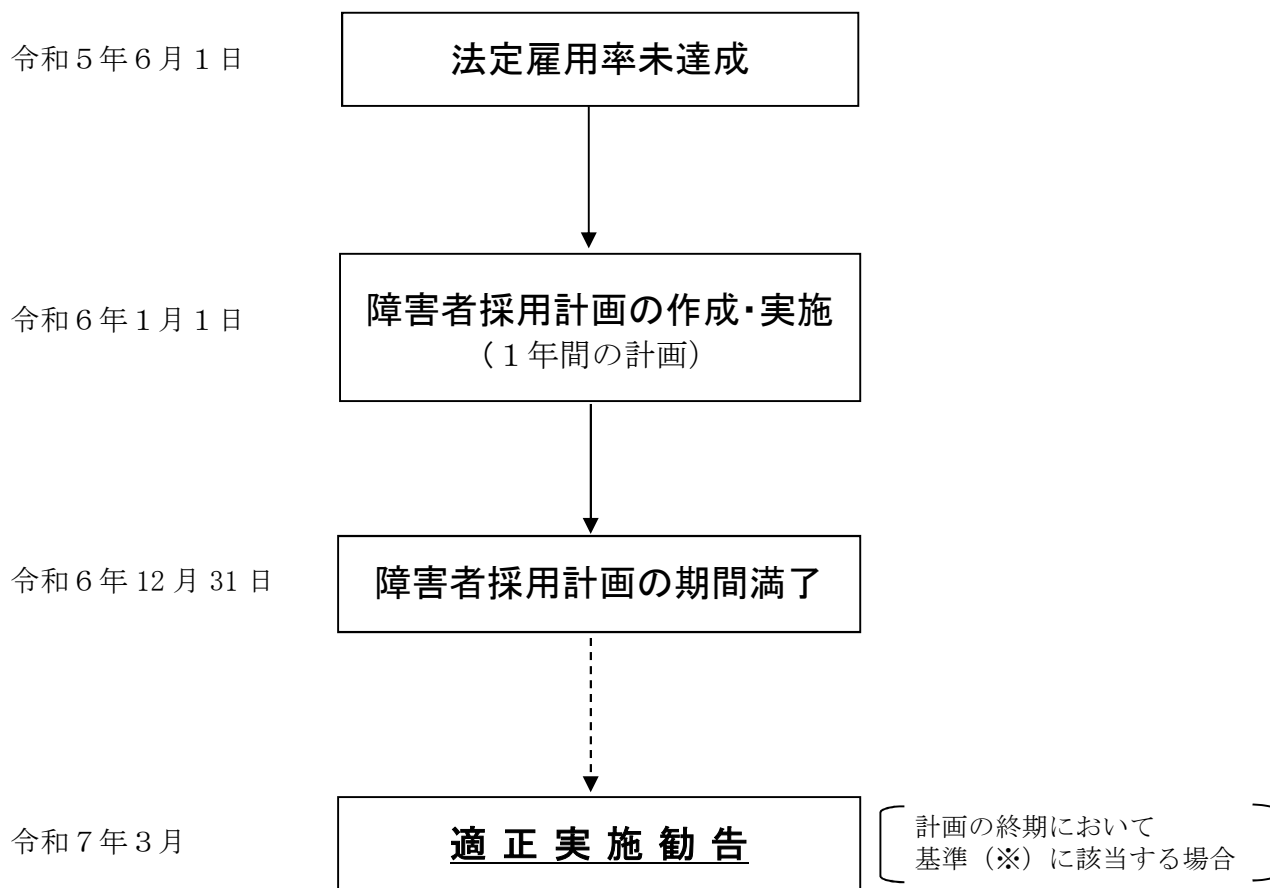 令和５年６月１日
法定雇用率未達成
令和６年１月１日
障害者採用計画の作成・実施
（１年間の計画）
令和６年 12 月 31 日
障害者採用計画の期間満了
令和７年３月
適 正 実 施 勧 告
計画の終期において
基準（※）に該当する場合